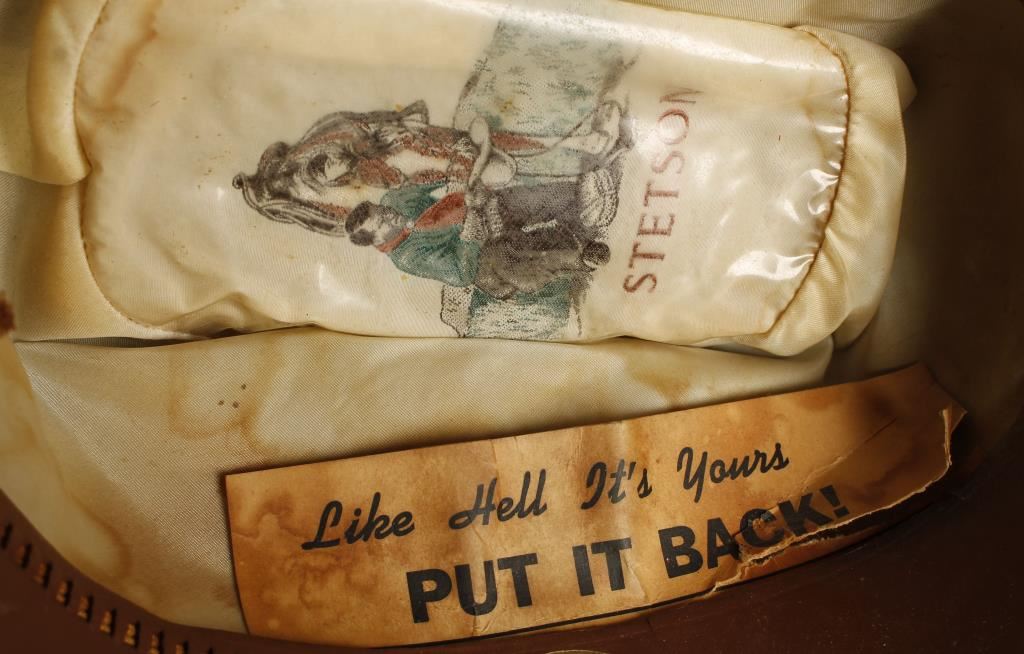 STETSON
Like Hell It's Yours
PUT IT BACK!